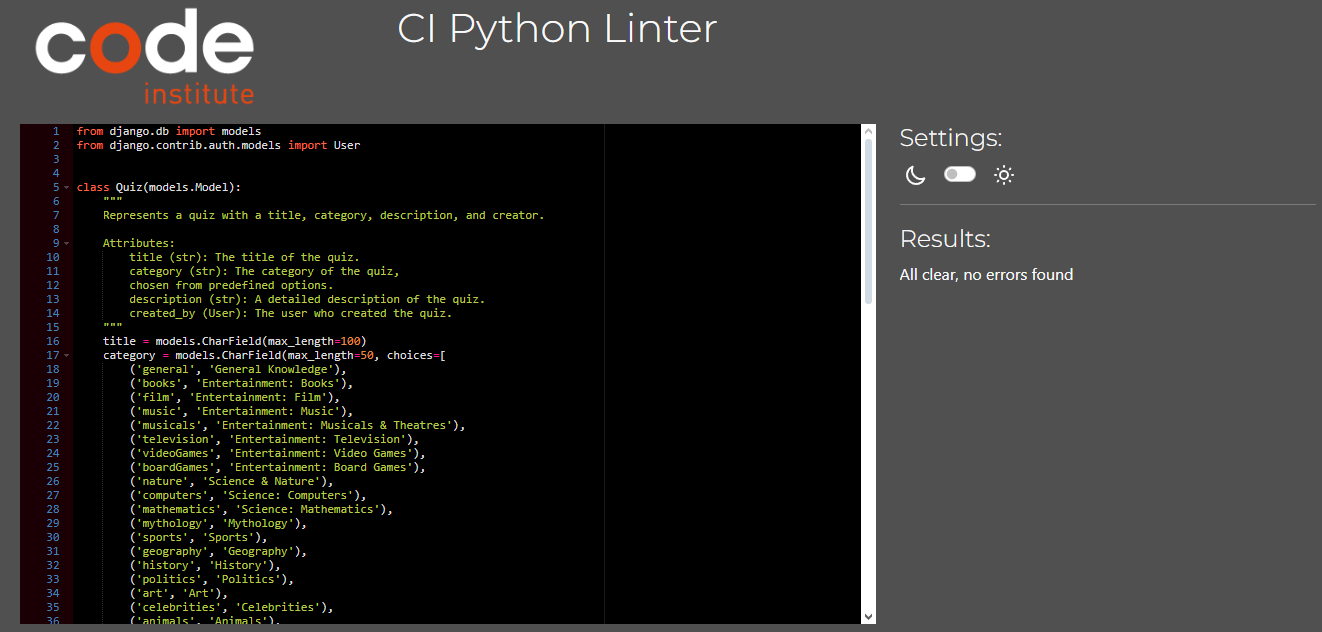 code
institute
CI Python Linter
1 from django.db import models
2 from django.contrib.auth.models import User
3
4
5 class Quiz(models.Model):
6 """
7 Represents a quiz with a title, category, description, and creator.
8
9 Attributes:
10 title (str): The title of the quiz.
11 category (str): The category of the quiz,
12 chosen from predefined options.
13 description (str): A detailed description of the quiz.
14 created_by (User): The user who created the quiz.
15 """
16 title = models.CharField(max_length=100)
17 category = models.CharField(max_length=50, choices=[
18 ('general', 'General Knowledge'),
19 ('books', 'Entertainment: Books'),
20 ('film', 'Entertainment: Film'),
21 ('music', 'Entertainment: Music'),
22 ('musicals', 'Entertainment: Musicals & Theatres'),
23 ('television', 'Entertainment: Television'),
24 ('videoGames', 'Entertainment: Video Games'),
25 ('boardGames', 'Entertainment: Board Games'),
26 ('nature', 'Science & Nature'),
27 ('computers', 'Science: Computers'),
28 ('mathematics', 'Science: Mathematics'),
29 ('mythology', 'Mythology'),
30 ('sports', 'Sports'),
31 ('geography', 'Geography'),
32 ('history', 'History'),
33 ('politics', 'Politics'),
34 ('art', 'Art'),
35 ('celebrities', 'Celebrities'),
36 ('animals', 'Animals'),
Settings:
Results:
All clear, no errors found